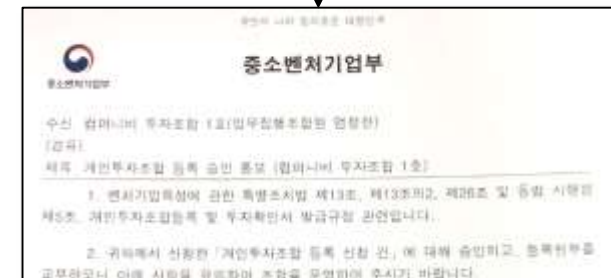 중소벤처기업부
중소벤처기업부
수신 컴퍼니비 투자조합 1호(업무집행조합원 엄정한)
(경유)
제목 개인투자조합 등록 승인 통보 (컴퍼니비 투자조합 1호)
1. 벤처기업육성에 관한 특별조치법 제13조, 제13조의2, 제26조 및 동법 시행령
제5조, 개인투자조합등록 및 투자확인서 발급규정 관련입니다.
2. 귀하께서 신청한 「개인투자조합 등록 신청 건」에 대해 승인하고, 등록원부를
교부하오니 아래 사항을 유의하여 조합을 운영하여 주시기 바랍니다.